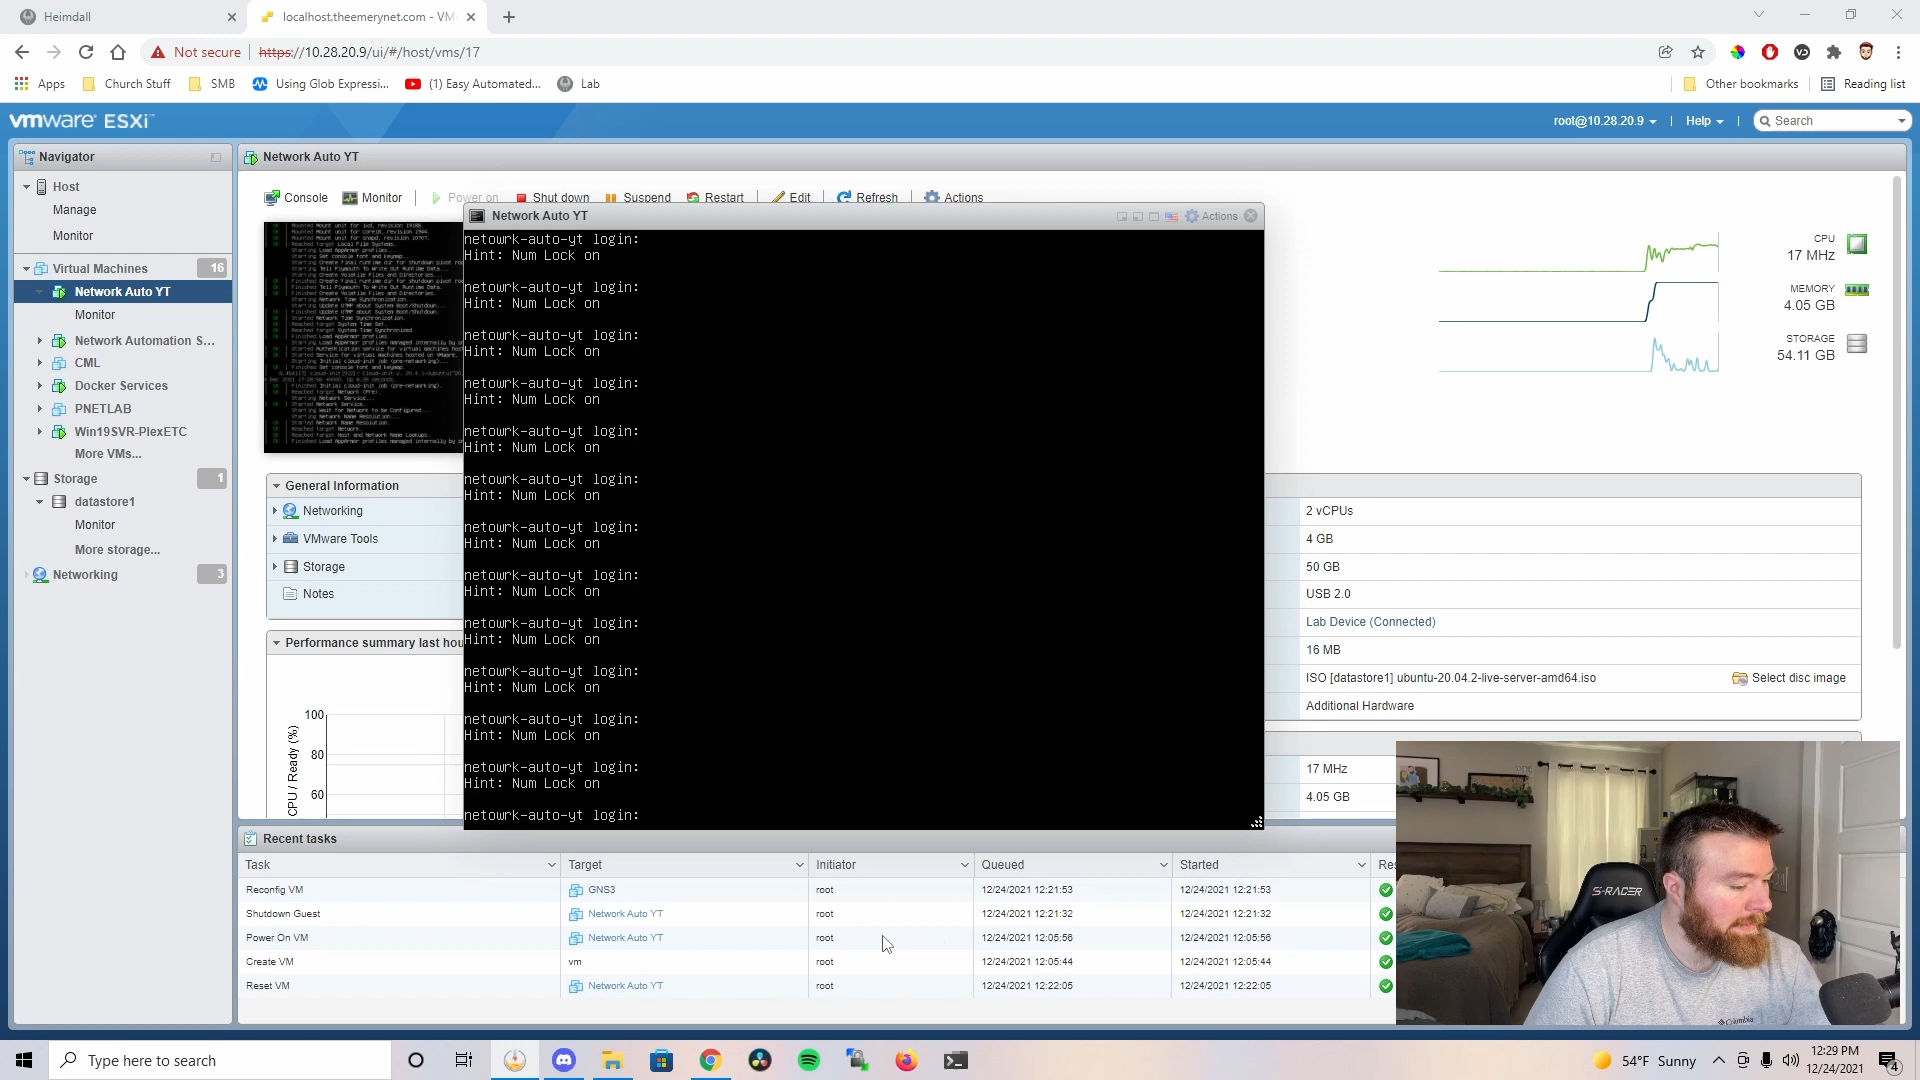 Heimdall
localhost.theemerynet.com - VM
Not secure
https://10.28.20.9/ui/#/host/vms/17
Apps
Church Stuff
SMB
Using Glob Expressi...
(1) Easy Automated...
Lab
Other bookmarks
Reading list
vmware ESXi
root@10.28.20.9
Help
Search
Navigator
Host
Manage
Monitor
Virtual Machines
16
Network Auto YT
Monitor
Network Automation S...
CML
Docker Services
PNETLAB
Win19SVR-PlexETC
More VMs...
Storage
1
datastore1
Monitor
More storage...
Networking
3
Network Auto YT
Console
Monitor
Power on
Shut down
Suspend
Restart
Edit
Refresh
Actions
CPU
17 MHz
MEMORY
4.05 GB
STORAGE
54.11 GB
General Information
Networking
VMware Tools
Storage
Notes
Performance summary last hou
100
80
60
CPU / Ready (%)
Network Auto YT
Actions
netowrk-auto-yt login:
Hint: Num Lock on
netowrk-auto-yt login:
Hint: Num Lock on
netowrk-auto-yt login:
Hint: Num Lock on
netowrk-auto-yt login:
Hint: Num Lock on
netowrk-auto-yt login:
Hint: Num Lock on
netowrk-auto-yt login:
Hint: Num Lock on
netowrk-auto-yt login:
Hint: Num Lock on
netowrk-auto-yt login:
Hint: Num Lock on
netowrk-auto-yt login:
Hint: Num Lock on
netowrk-auto-yt login:
Hint: Num Lock on
netowrk-auto-yt login:
Hint: Num Lock on
netowrk-auto-yt login:
Hint: Num Lock on
netowrk-auto-yt login:
2 vCPUs
4 GB
50 GB
USB 2.0
Lab Device (Connected)
16 MB
ISO [datastore1] ubuntu-20.04.2-live-server-amd64.iso
Select disc image
Additional Hardware
17 MHz
4.05 GB
Recent tasks
Task Target Initiator Queued Started Res
Reconfig VM GNS3 root 12/24/2021 12:21:53 12/24/2021 12:21:53
Shutdown Guest Network Auto YT root 12/24/2021 12:21:32 12/24/2021 12:21:32
Power On VM Network Auto YT root 12/24/2021 12:05:56 12/24/2021 12:05:56
Create VM vm root 12/24/2021 12:05:44 12/24/2021 12:05:44
Reset VM Network Auto YT root 12/24/2021 12:22:05 12/24/2021 12:22:05
S-RACER
Columbia
Type here to search
54°F Sunny
12:29 PM
12/24/2021
4